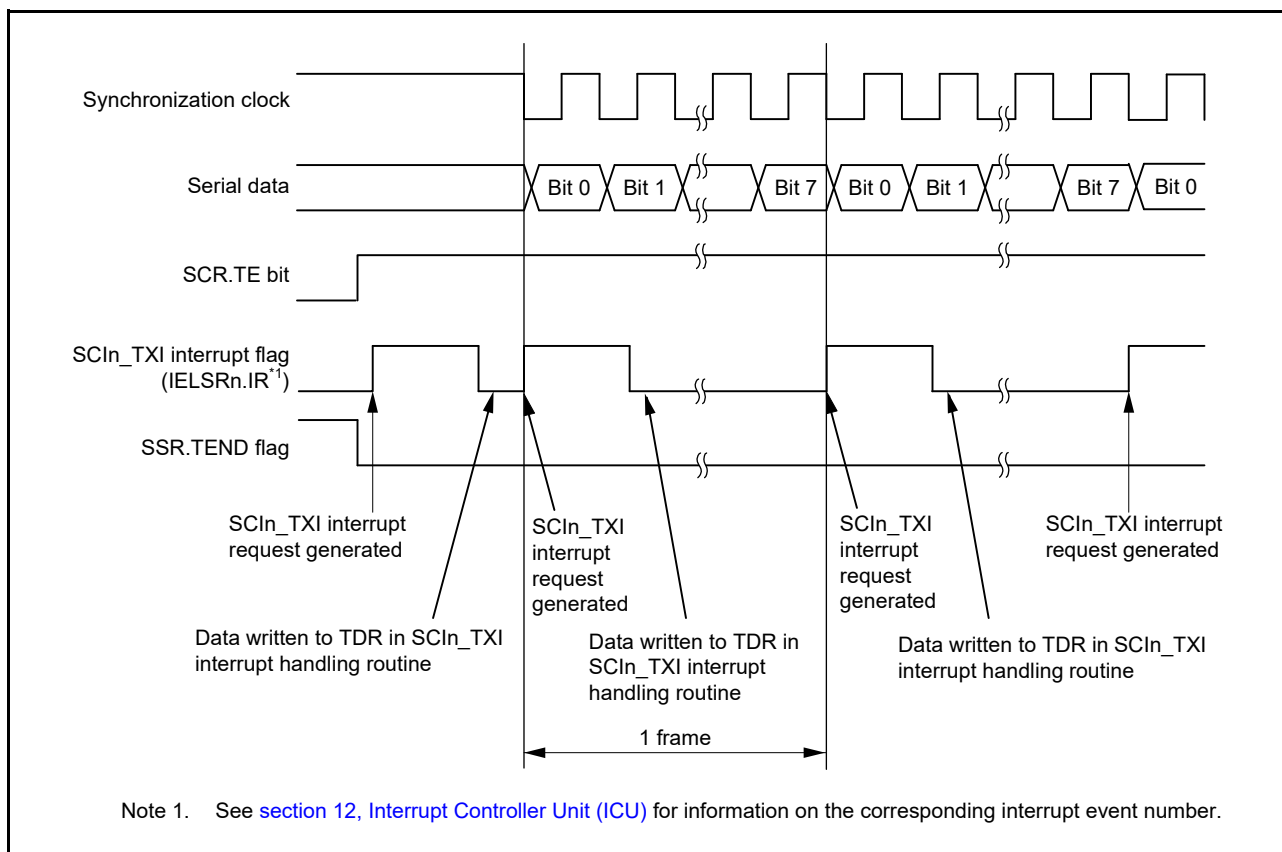 Synchronization clock
Serial data
Bit 0 Bit 1 Bit 7 Bit 0 Bit 1 Bit 7 Bit 0
SCR.TE bit
SCIn_TXI interrupt flag
(IELSRn.IR*1)
SSR.TEND flag
SCIn_TXI interrupt
request generated
SCIn_TXI
interrupt
request
generated
SCIn_TXI
interrupt
request
generated
SCIn_TXI interrupt
request generated
Data written to TDR in SCIn_TXI
interrupt handling routine
Data written to TDR in
SCIn_TXI interrupt
handling routine
Data written to TDR in SCIn_TXI
interrupt handling routine
1 frame
Note 1. See section 12, Interrupt Controller Unit (ICU) for information on the corresponding interrupt event number.